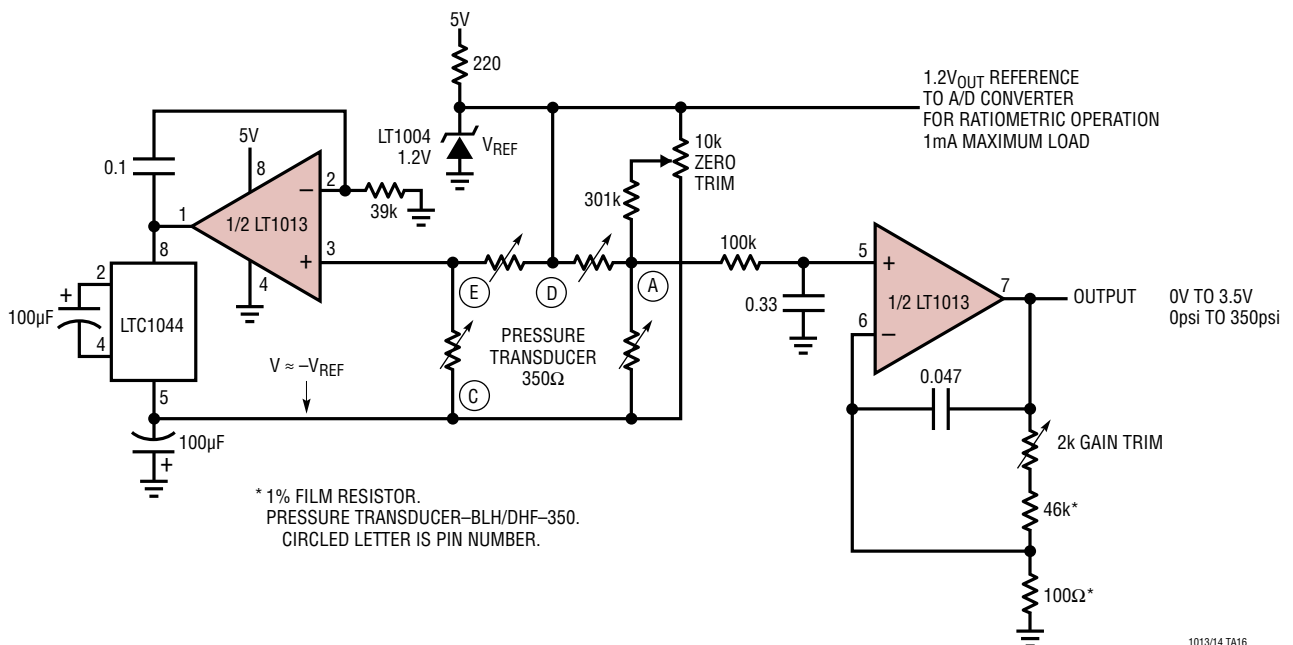 5V
220
1.2VOUT REFERENCE
TO A/D CONVERTER
FOR RATIOMETRIC OPERATION
1mA MAXIMUM LOAD
LT1004
1.2V
VREF
10k
ZERO
TRIM
5V
8
0.1
2
–
39k
301k
1
1/2 LT1013
3
+
4
100k
5
+
8
2
+
100µF
4
LTC1044
5
E
D
A
PRESSURE
TRANSDUCER
350Ω
C
V ≈ –VREF
0.33
1/2 LT1013
7
OUTPUT
0V TO 3.5V
0psi TO 350psi
6
–
0.047
100µF
+
2k GAIN TRIM
46k*
100Ω*
* 1% FILM RESISTOR.
PRESSURE TRANSDUCER–BLH/DHF–350.
CIRCLED LETTER IS PIN NUMBER.
1013/14 TA16